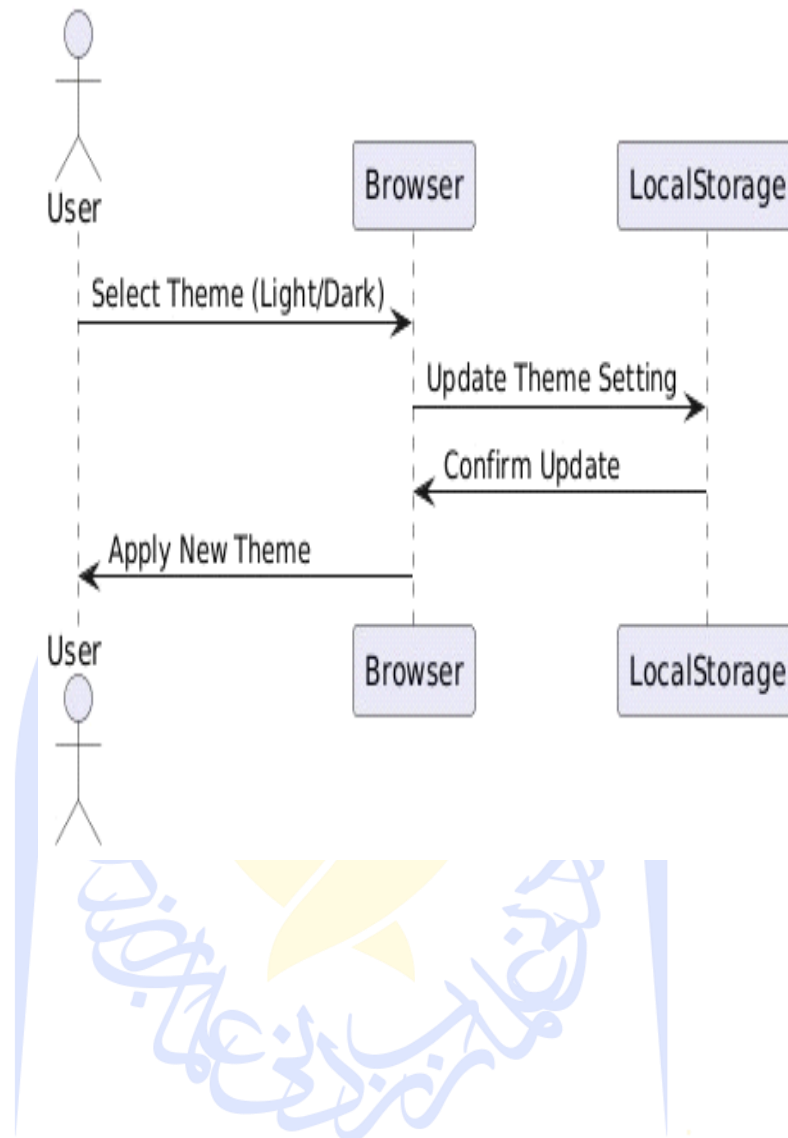 User
Browser
LocalStorage
Select Theme (Light/Dark)
Update Theme Setting
Confirm Update
Apply New Theme
User
Browser
LocalStorage